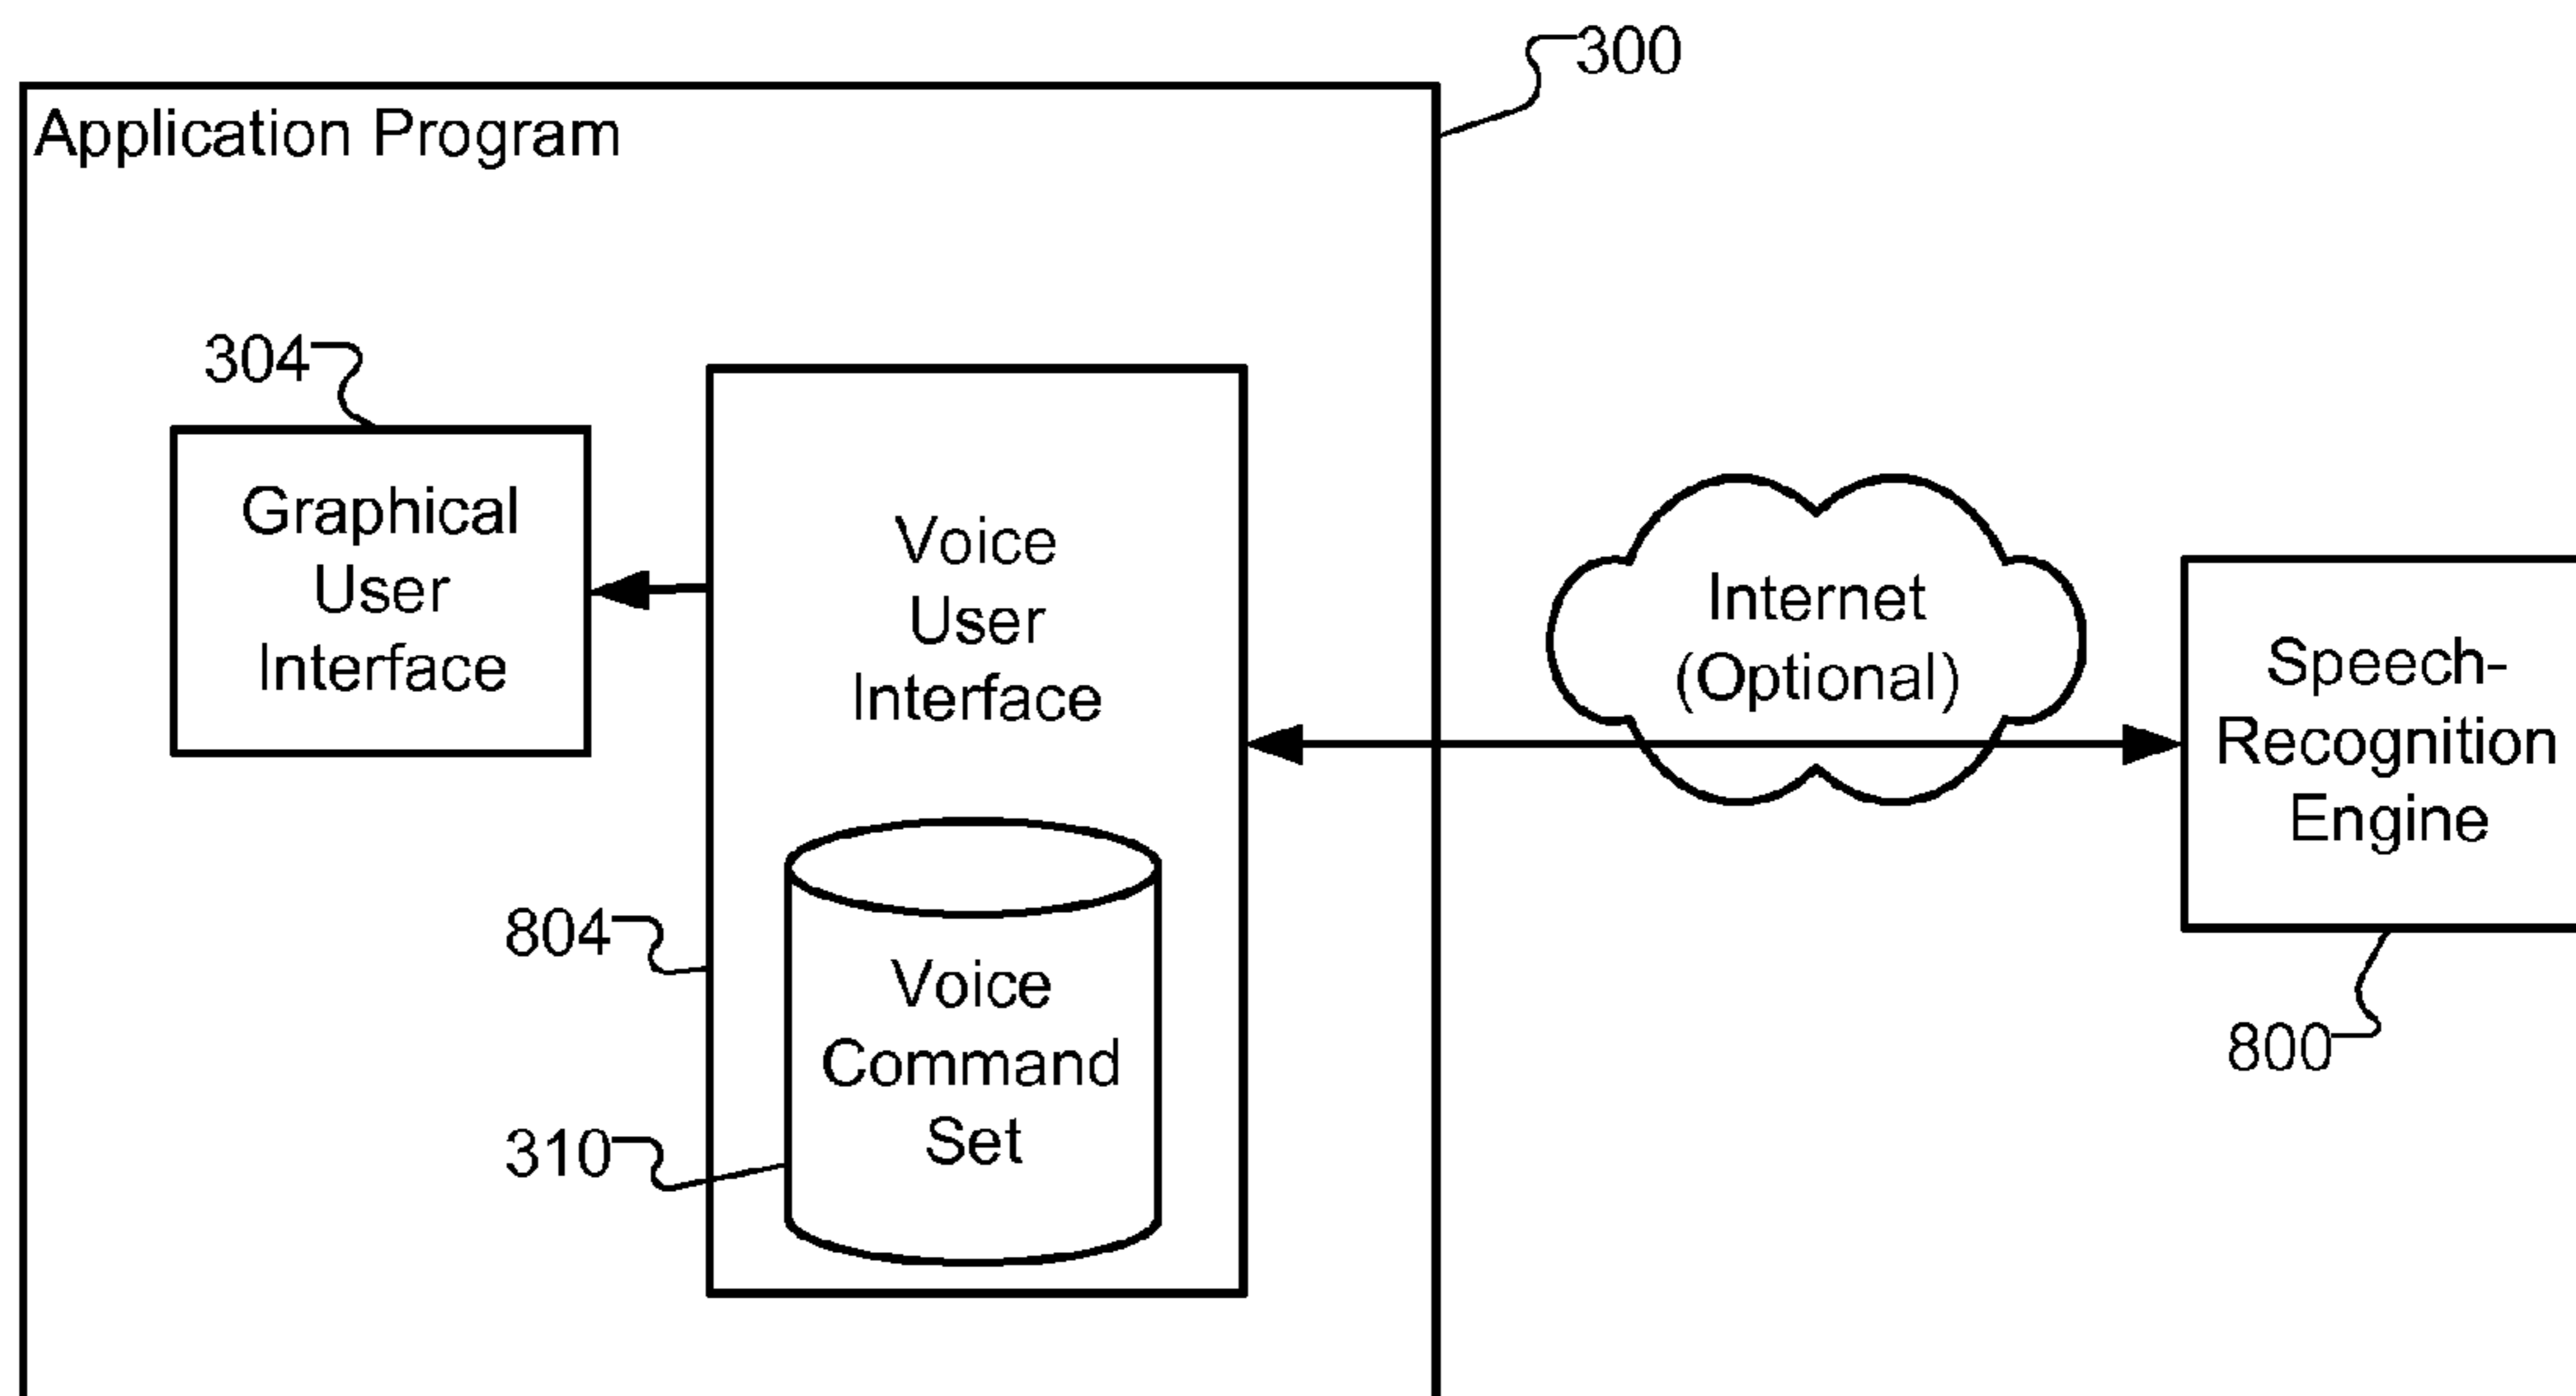 300
Application Program
304
Graphical
User
Interface
Voice
User
Interface
Internet
(Optional)
Speech-
Recognition
Engine
804
Voice
Command
Set
310
800